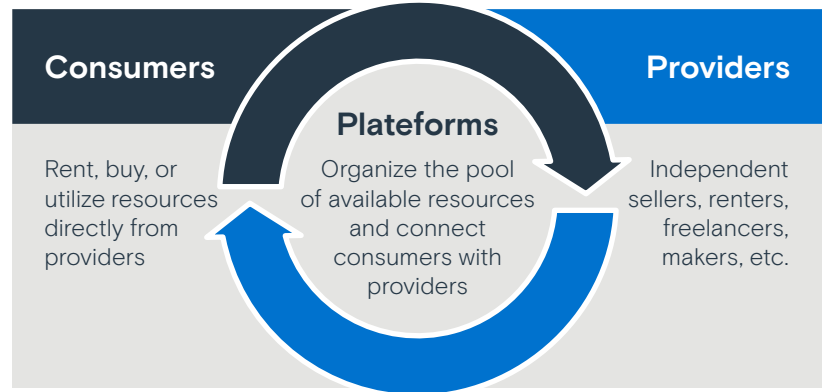 Consumers
Rent, buy, or
utilize resources
directly from
providers
Plateforms
Organize the pool
of available resources
and connect
consumers with
providers
Providers
Independent
sellers, renters,
freelancers,
makers, etc.